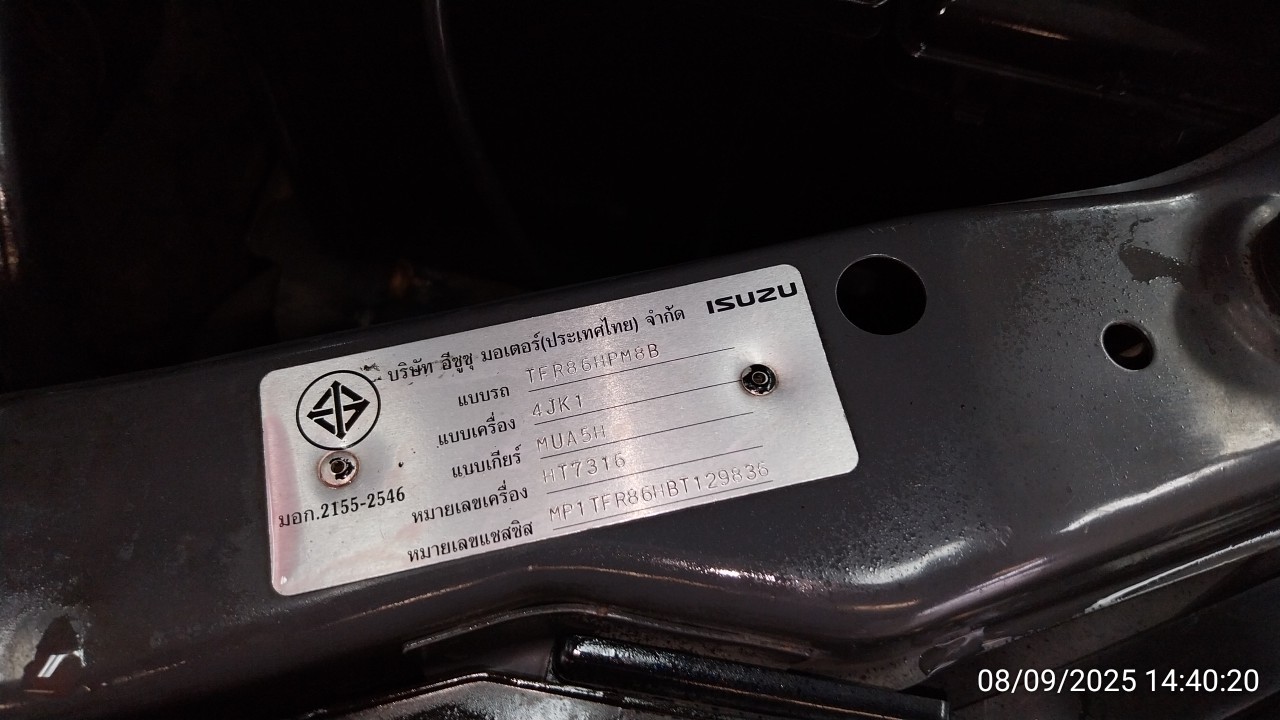 บริษัท อีซูซุ มอเตอร์(ประเทศไทย) จำกัด ISUZU
แบบรถ TFR86HPM8B
แบบเครื่อง 4JK1
แบบเกียร์ MUA5H
หมายเลขเครื่อง HT7316
หมายเลขแชสซิส MP1TFR86HBT129836
มอก.2155-2546
08/09/2025 14:40:20